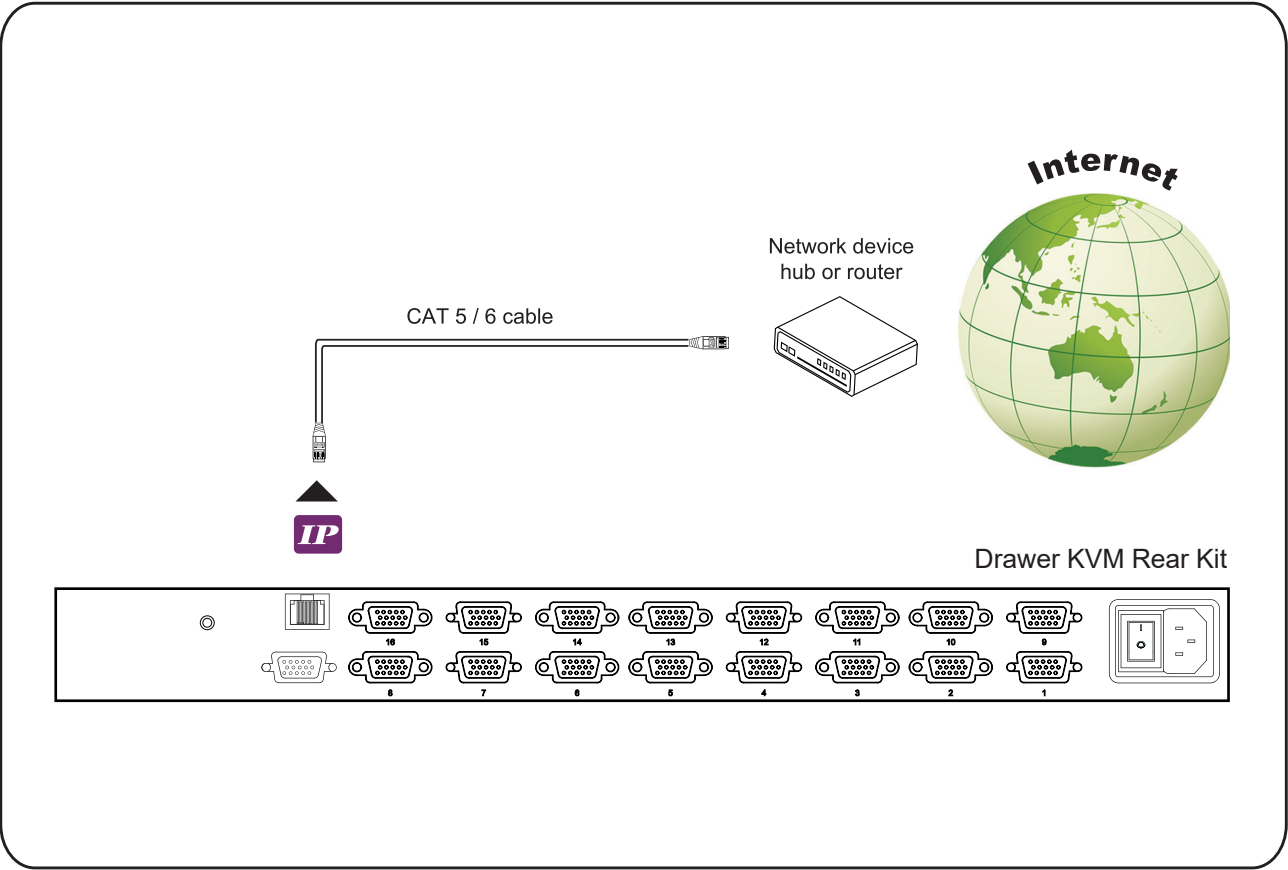 Internet
Network device
hub or router
CAT 5 / 6 cable
IP
Drawer KVM Rear Kit
16 15 14 13 12 11 10 9
8 7 6 5 4 3 2 1